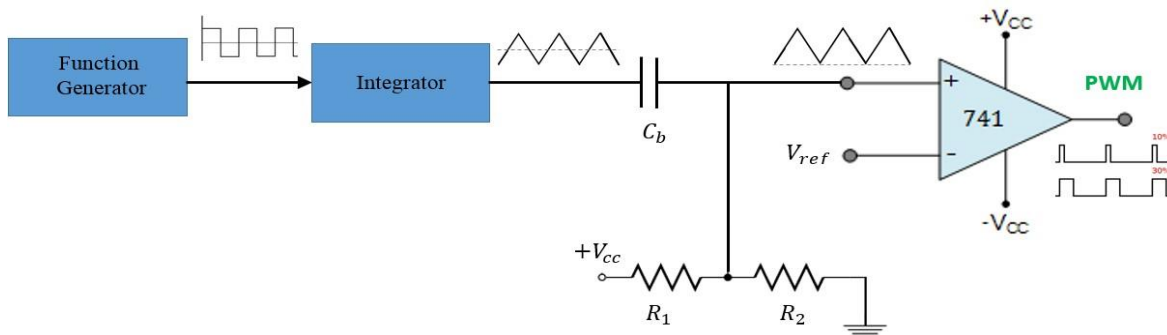 Function
Generator
Integrator
C_b
+V_cc
R_1
R_2
V_ref
+
-
741
+V_CC
-V_CC
PWM
10%
30%